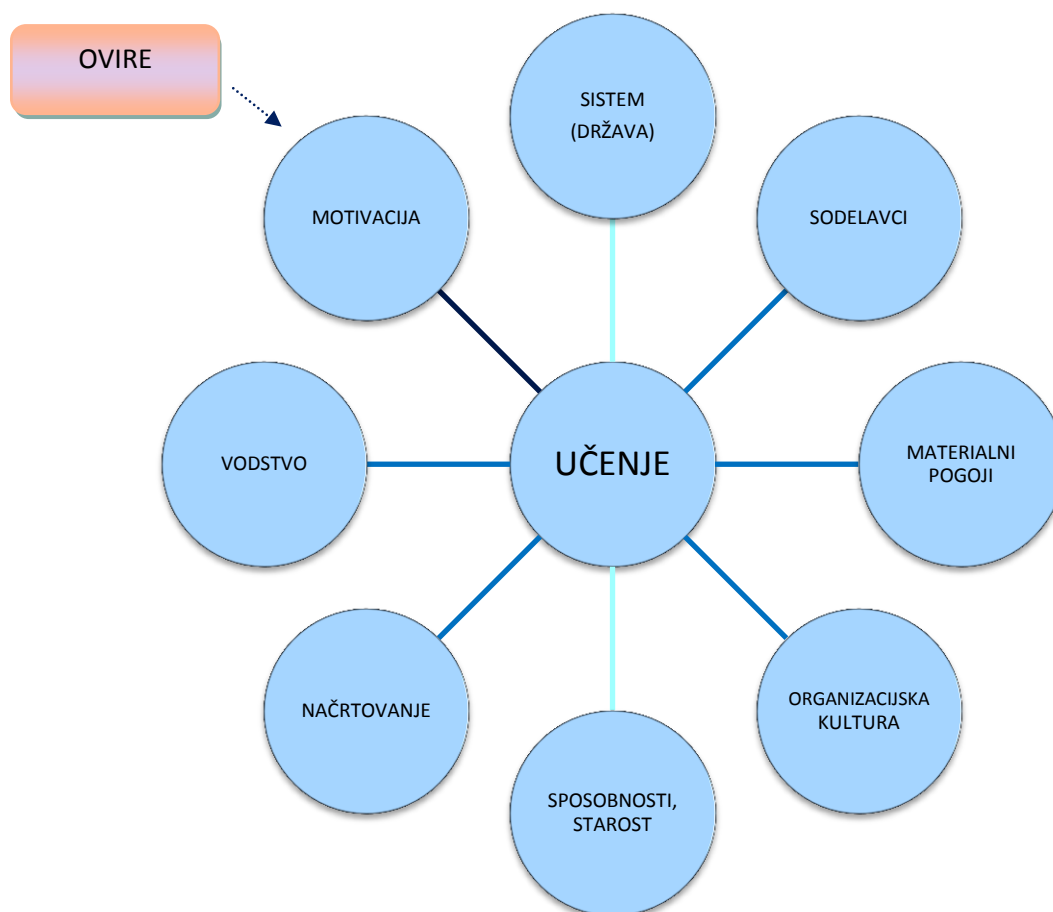 OVIRE
SISTEM
(DRŽAVA)
MOTIVACIJA
SODELAVCI
VODSTVO
UČENJE
MATERIALNI
POGOJI
NAČRTOVANJE
ORGANIZACIJSKA
KULTURA
SPOSOBNOSTI,
STAROST